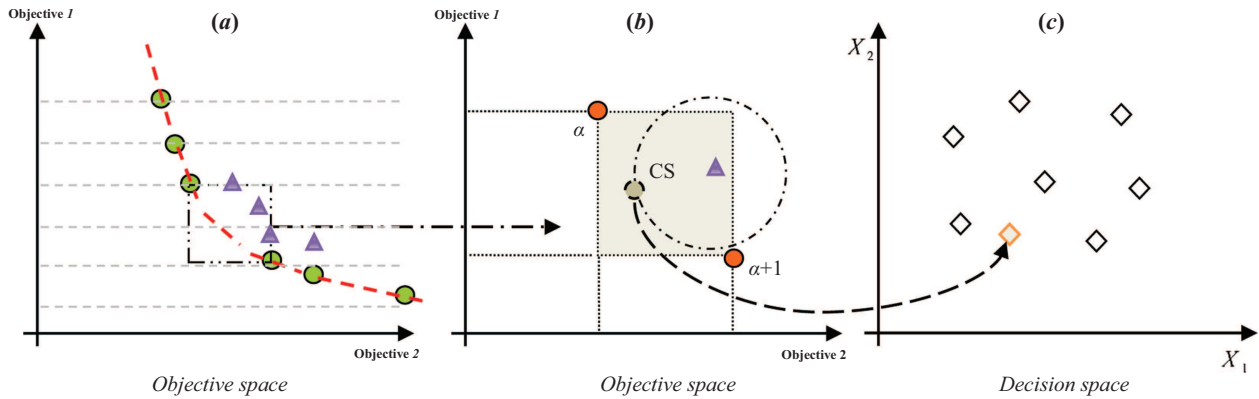 Objective 1
(a)
Objective 2
Objective space
Objective 1
(b)
α
CS
α+1
Objective 2
Objective space
(c)
X2
X1
Decision space